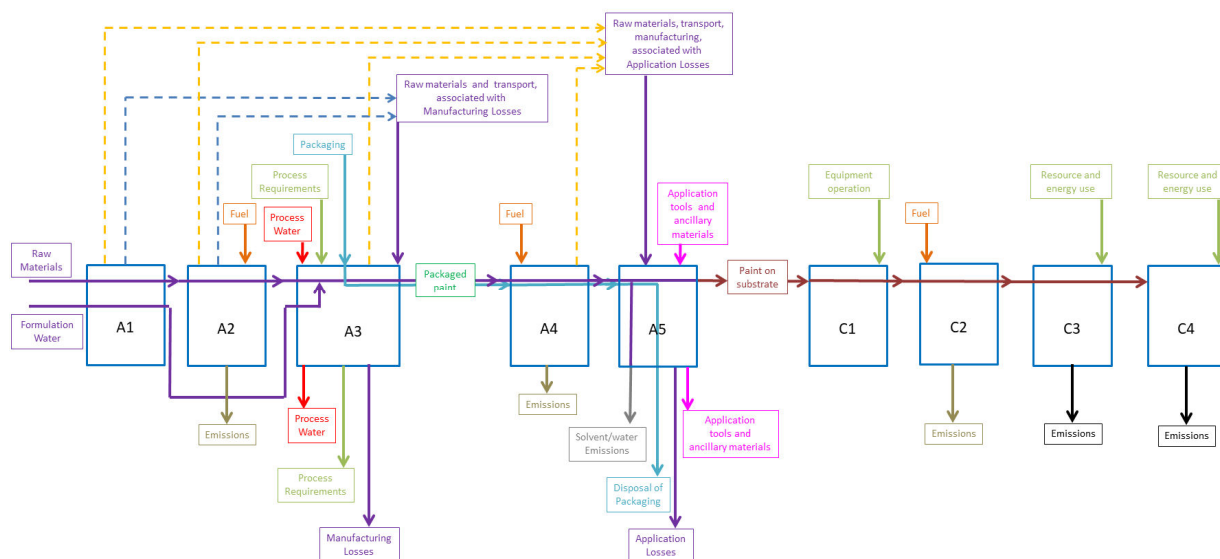 Raw materials, transport,
manufacturing,
associated with
Application Losses
Raw materials and transport,
associated with
Manufacturing Losses
Packaging
Process
Requirements
Equipment
operation
Resource and
energy use
Resource and
energy use
Application
tools and
ancillary
materials
Fuel
Process
Water
Fuel
Fuel
Raw
Materials
Packaged
paint
Paint on
substrate
Formulation
Water
A1
A2
A3
A4
A5
C1
C2
C3
C4
Emissions
Process
Water
Emissions
Solvent/water
Emissions
Application
tools and
ancillary materials
Emissions
Emissions
Emissions
Process
Requirements
Disposal of
Packaging
Manufacturing
Losses
Application
Losses